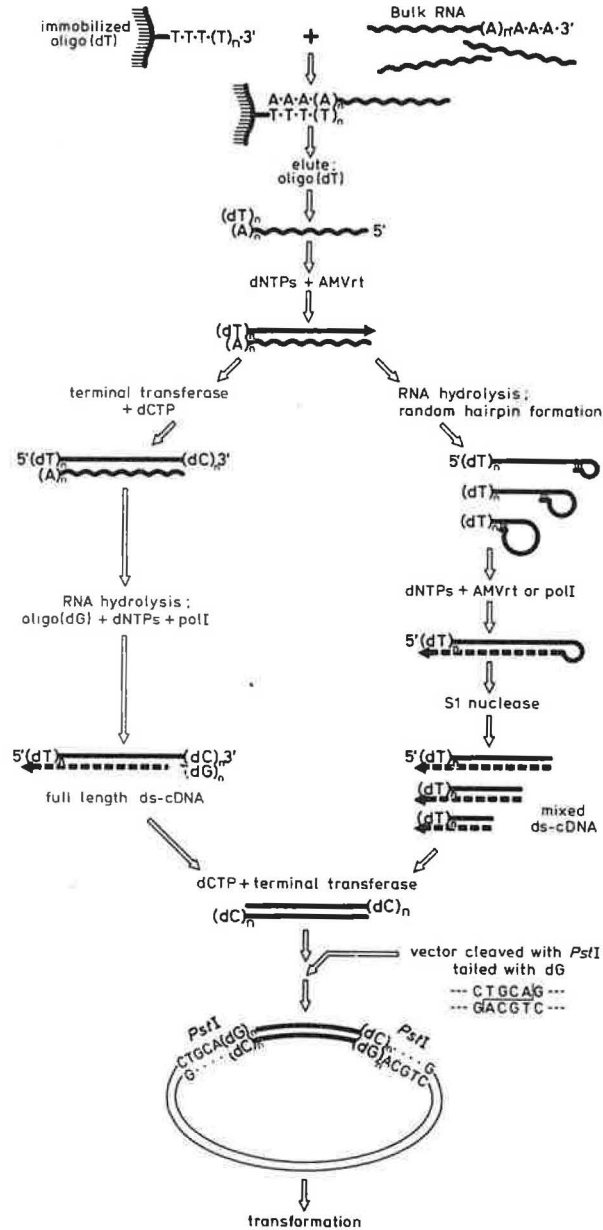 immobilized
oligo(dT)
T·T·T·(T)n·3'
+
Bulk RNA
(A)n·A·A·A·3'
A·A·A·(A)n
T·T·T·(T)n
elute;
oligo(dT)
(dT)n
(A)n
5'
dNTPs + AMVrt
(dT)n
(A)n
terminal transferase
+ dCTP
RNA hydrolysis;
random hairpin formation
5'(dT)n
(dC)n3'
(A)n
5'(dT)n
(dT)n
(dT)n
RNA hydrolysis;
oligo(dG) + dNTPs + polI
dNTPs + AMVrt or polI
5'(dT)n
S1 nuclease
5'(dT)n
(dC)n3'
(dG)n
full length ds-cDNA
5'(dT)n
(dT)n
(dT)n
mixed
ds-cDNA
dCTP + terminal transferase
(dC)n
(dC)n
vector cleaved with PstI
tailed with dG
--- CTGCAG ---
--- GACGTC ---
PstI
CTGCA(dG)n
G·····(dC)n
PstI
(dC)n·····G
(dG)nACGTC
transformation